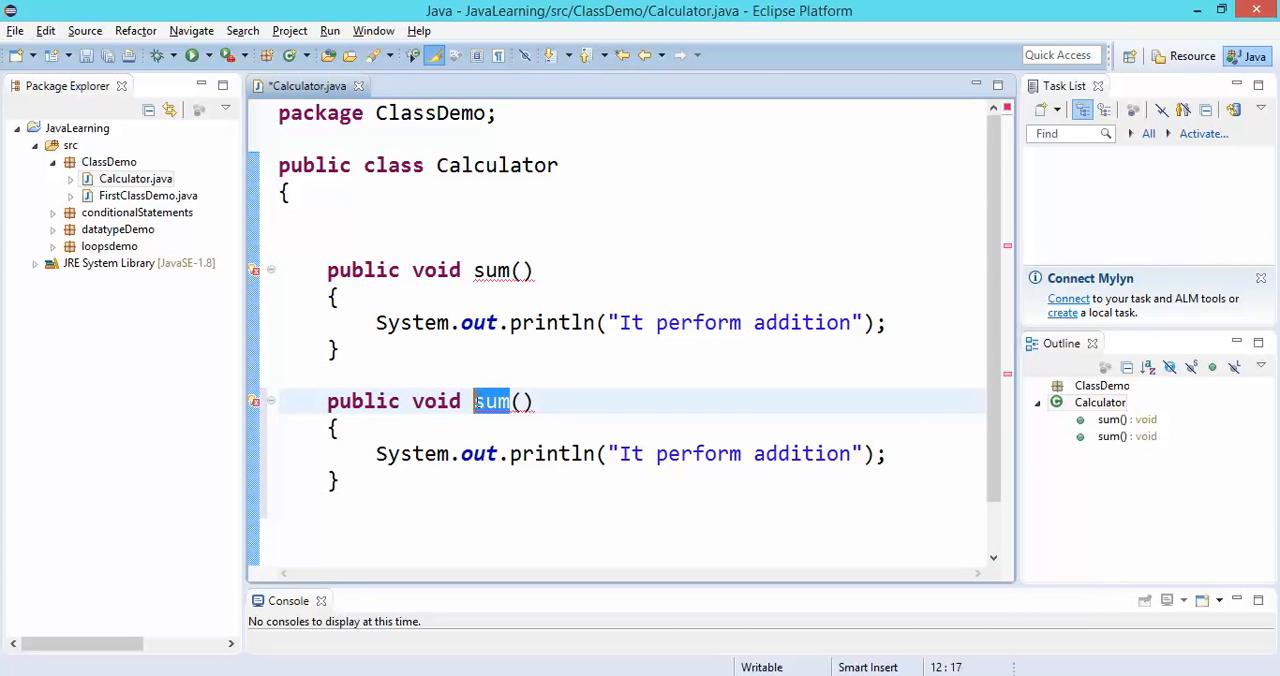 Java - JavaLearning/src/ClassDemo/Calculator.java - Eclipse Platform
File Edit Source Refactor Navigate Search Project Run Window Help
Quick Access
Resource
Java
Package Explorer
JavaLearning
src
ClassDemo
Calculator.java
FirstClassDemo.java
conditionalStatements
datatypeDemo
loopsdemo
JRE System Library [JavaSE-1.8]
*Calculator.java
package ClassDemo;
public class Calculator
{
public void sum()
{
System.out.println("It perform addition");
}
public void sum()
{
System.out.println("It perform addition");
}
Task List
Find
All
Activate...
Connect Mylyn
Connect to your task and ALM tools or
create a local task.
Outline
ClassDemo
Calculator
sum() : void
sum() : void
Console
No consoles to display at this time.
Writable
Smart Insert
12 : 17